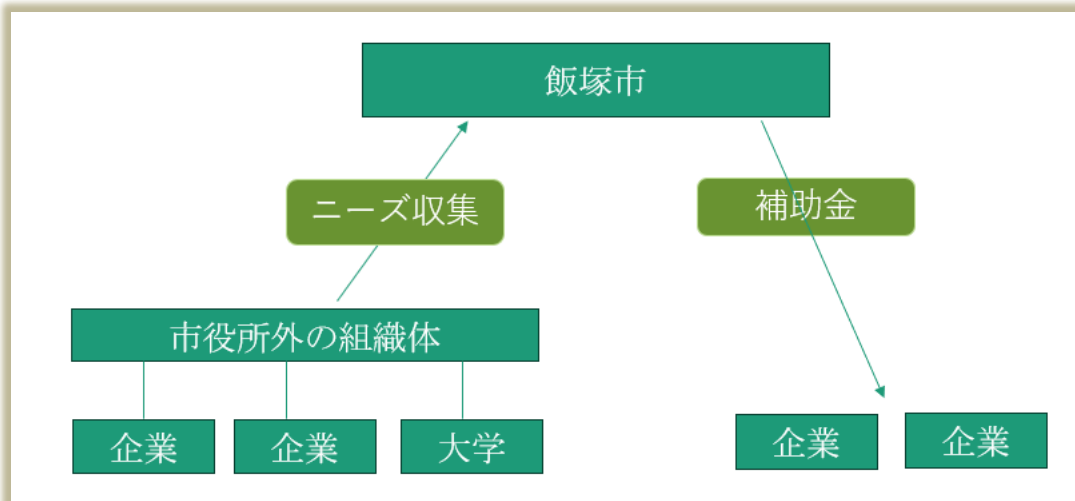 飯塚市
ニーズ収集
補助金
市役所外の組織体
企業
企業
大学
企業
企業